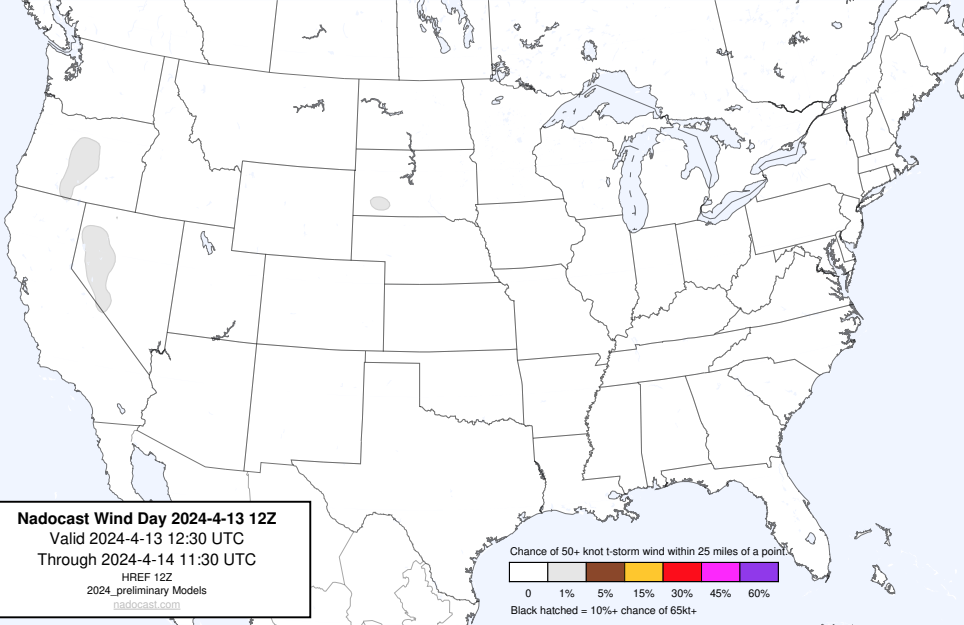 Nadocast Wind Day 2024-4-13 12Z
Valid 2024-4-13 12:30 UTC
Through 2024-4-14 11:30 UTC
HREF 12Z
2024_preliminary Models
nadocast.com
Chance of 50+ knot t-storm wind within 25 miles of a point.
0 1% 5% 15% 30% 45% 60%
Black hatched = 10%+ chance of 65kt+